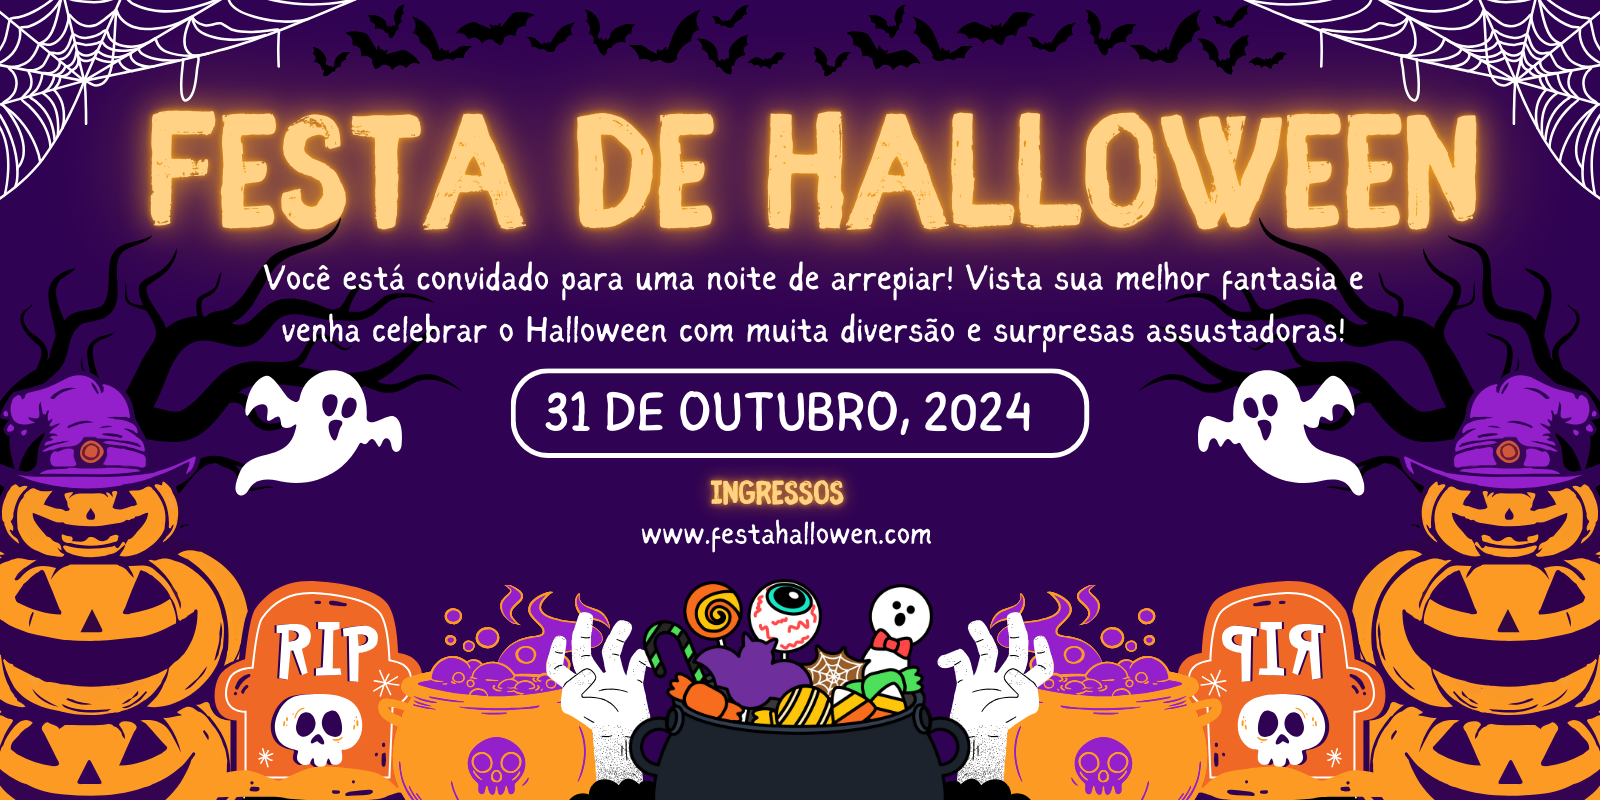 FESTA DE HALLOWEEN
Você está convidado para uma noite de arrepiar! Vista sua melhor fantasia e
venha celebrar o Halloween com muita diversão e surpresas assustadoras!
31 DE OUTUBRO, 2024
INGRESSOS
www.festahallowen.com
RIP
RIP